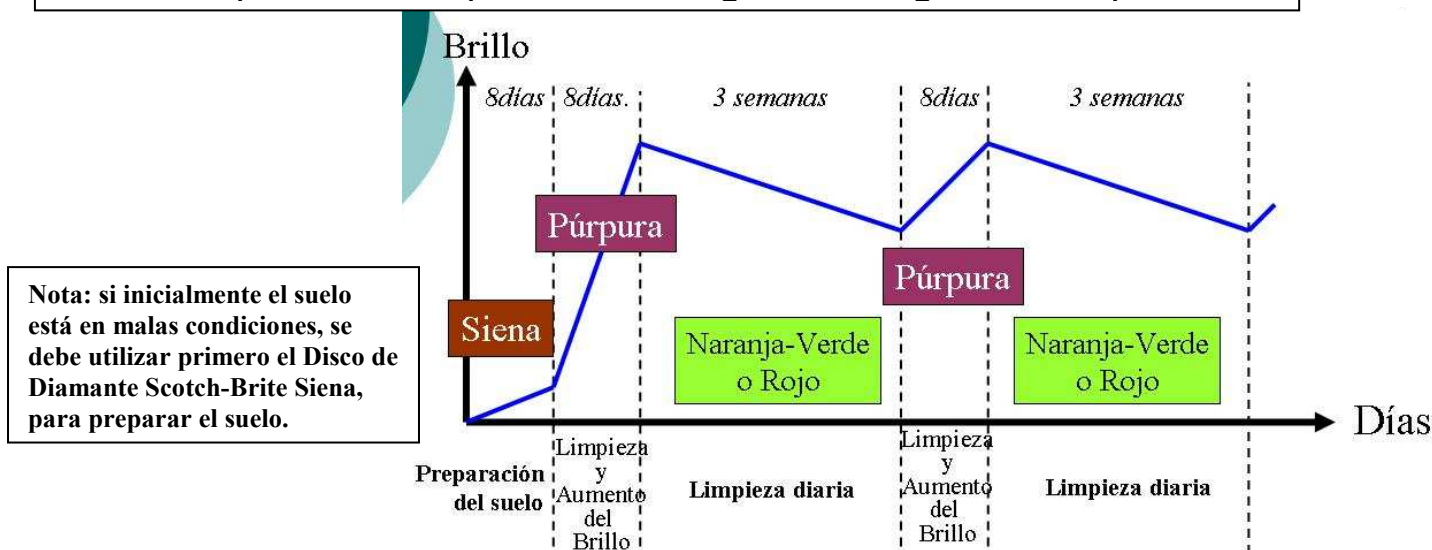 Brillo
8días 8días. 3 semanas 8días 3 semanas
Púrpura
Púrpura
Nota: si inicialmente el suelo
está en malas condiciones, se
debe utilizar primero el Disco de
Diamante Scotch-Brite Siena,
para preparar el suelo.
Siena
Naranja-Verde
o Rojo
Naranja-Verde
o Rojo
Días
Preparación
del suelo
Limpieza
y
Aumento
del
Brillo
Limpieza diaria
Limpieza
y
Aumento
del
Brillo
Limpieza diaria